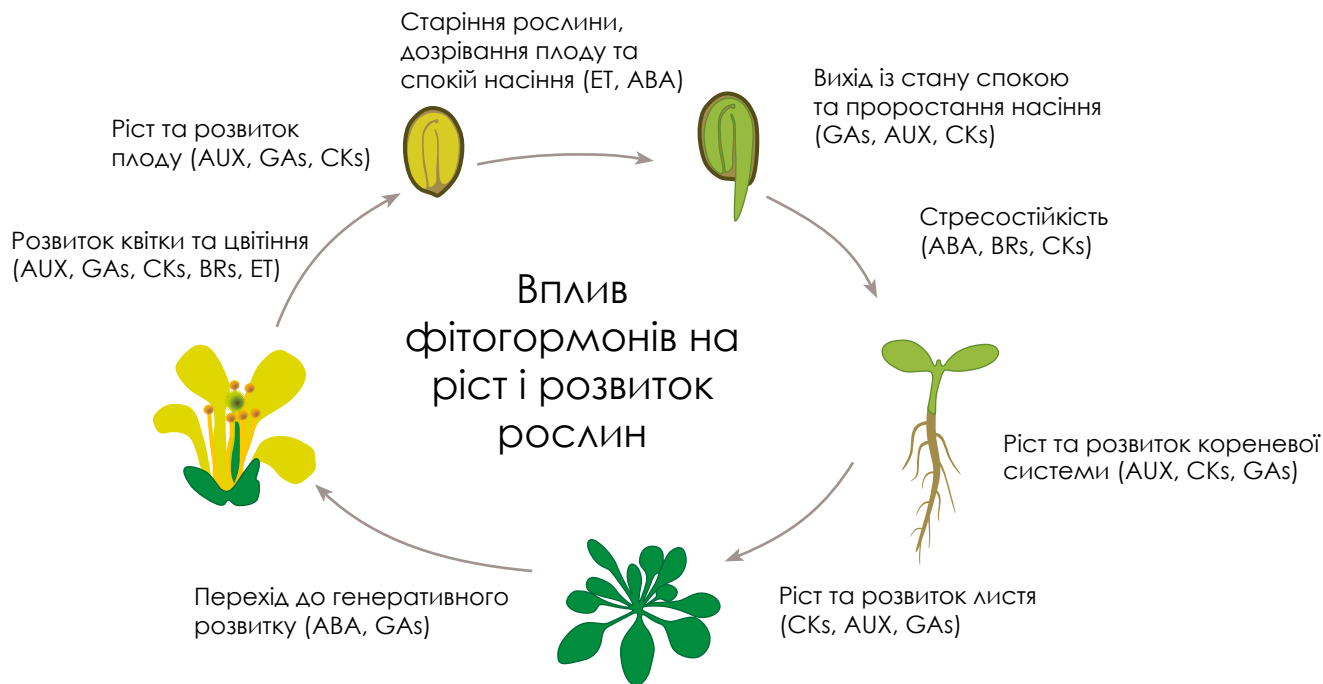 Старіння рослини,
дозрівання плоду та
спокій насіння (ET, ABA)
Вихід із стану спокою
та проростання насіння
(GAs, AUX, CKs)
Ріст та розвиток
плоду (AUX, GAs, CKs)
Стресостійкість
(ABA, BRs, CKs)
Розвиток квітки та цвітіння
(AUX, GAs, CKs, BRs, ET)
Вплив
фітогормонів на
ріст і розвиток
рослин
Ріст та розвиток кореневої
системи (AUX, CKs, GAs)
Перехід до генеративного
розвитку (ABA, GAs)
Ріст та розвиток листя
(CKs, AUX, GAs)